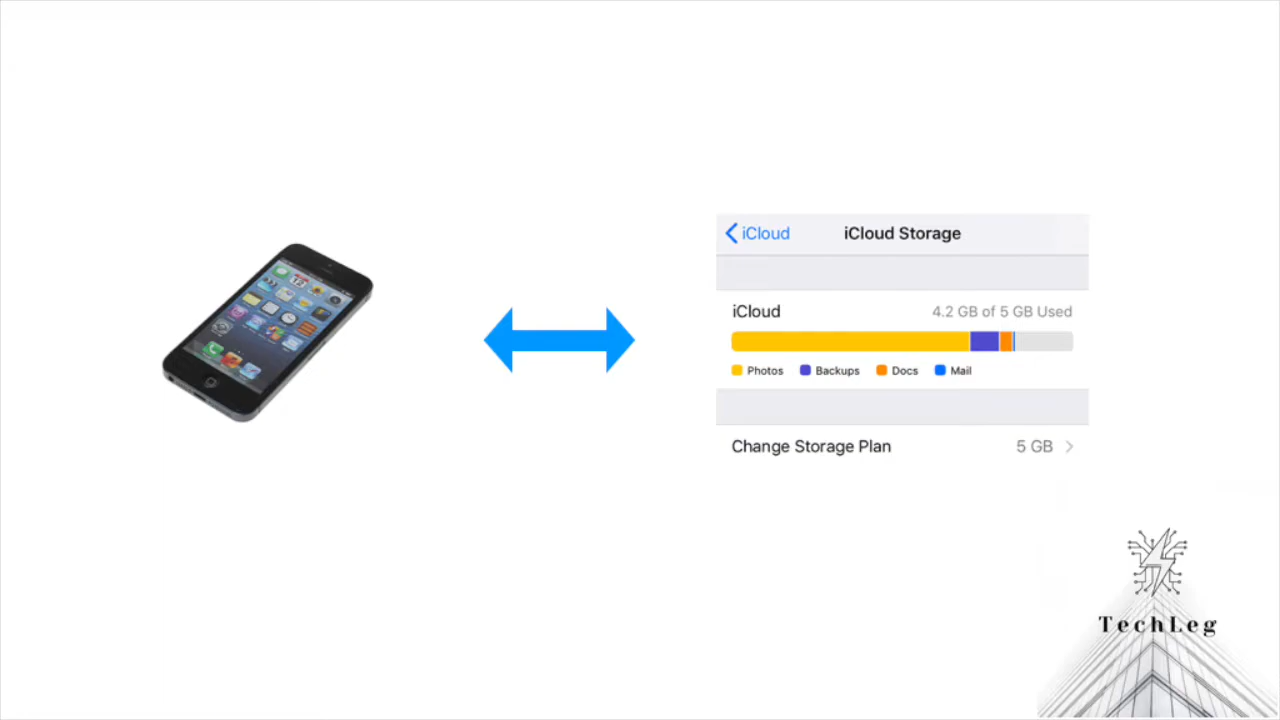 iCloud
iCloud Storage
iCloud
4.2 GB of 5 GB Used
Photos
Backups
Docs
Mail
Change Storage Plan
5 GB
TechLeg